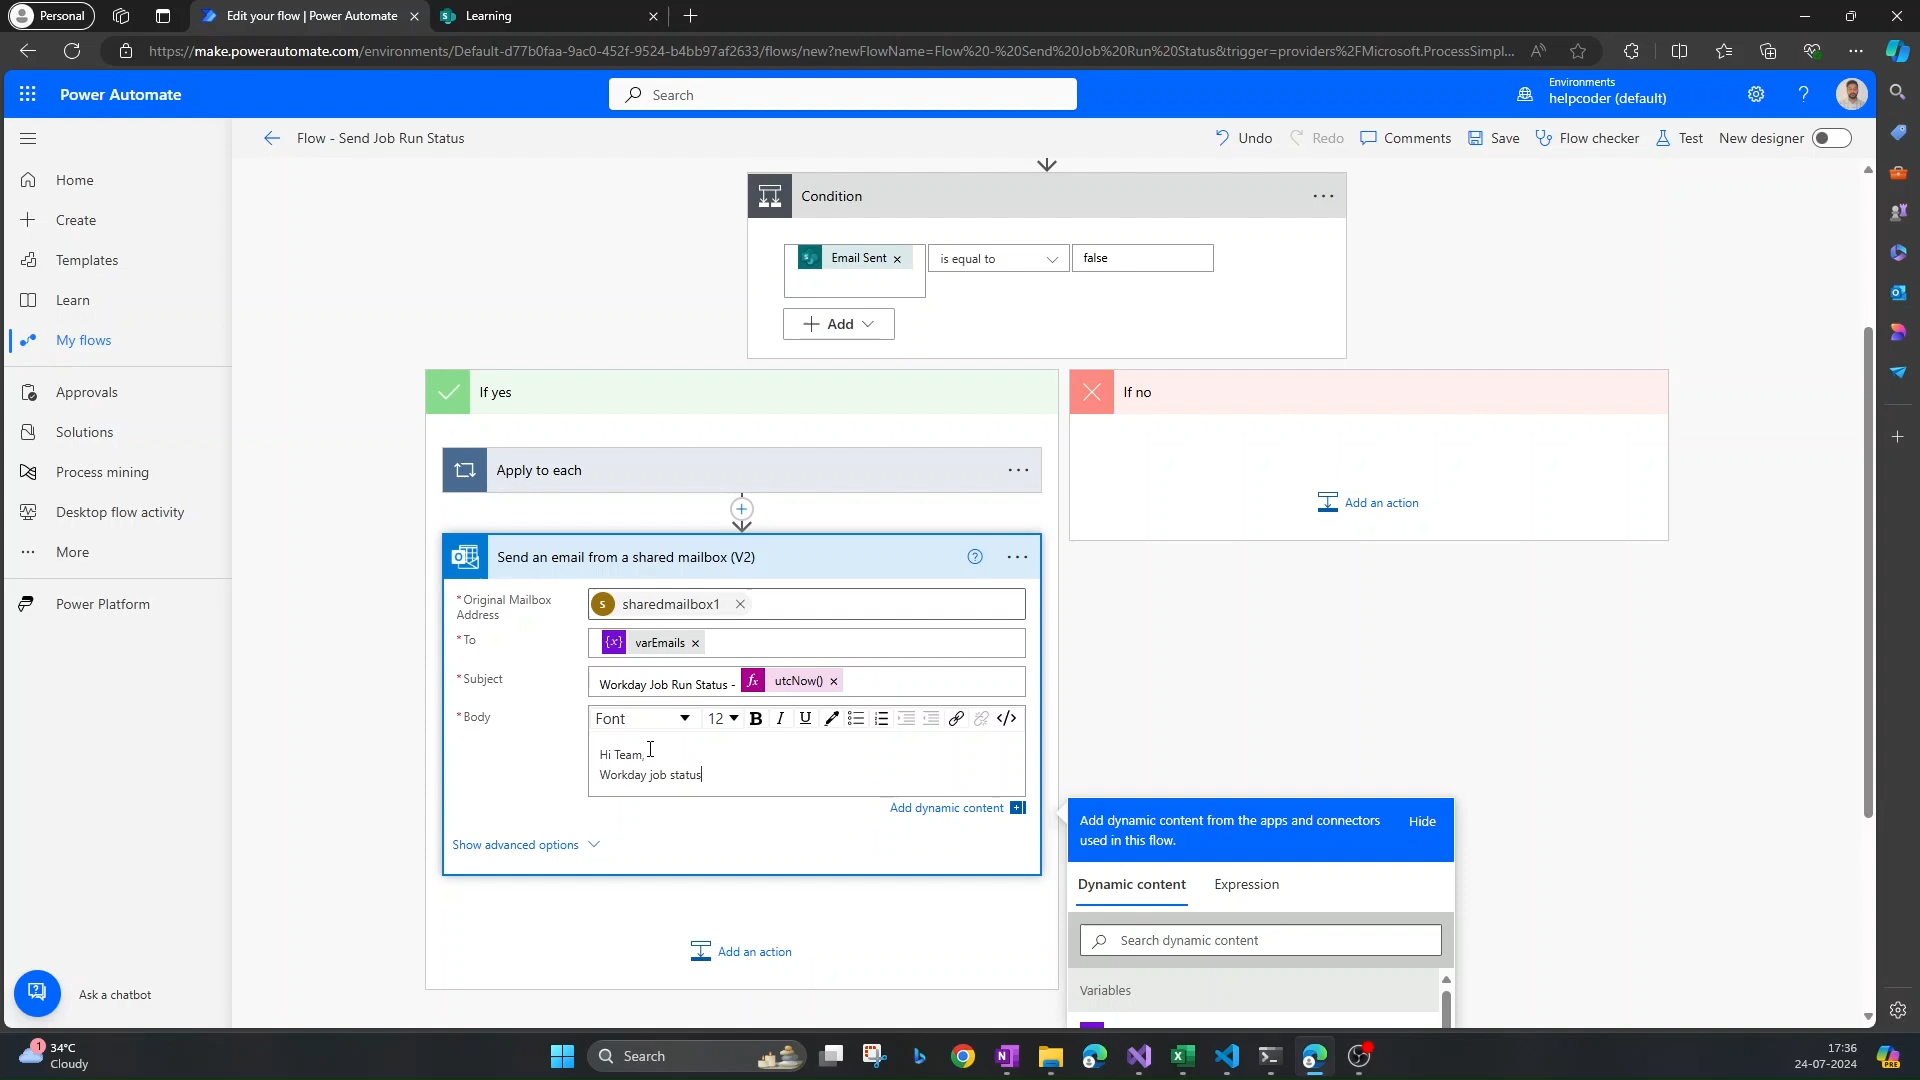 Personal
Edit your flow | Power Automate
Learning
https://make.powerautomate.com/environments/Default-d77b0faa-9ac0-452f-9524-b4bb97af2633/flows/new?newFlowName=Flow%20-%20Send%20Job%20Run%20Status&trigger=providers%2FMicrosoft.ProcessSimpl...
Power Automate
Search
Environments
helpcoder (default)
Flow - Send Job Run Status
Undo
Redo
Comments
Save
Flow checker
Test
New designer
Home
Create
Templates
Learn
My flows
Approvals
Solutions
Process mining
Desktop flow activity
More
Power Platform
Ask a chatbot
Condition
Email Sent
is equal to
false
Add
If yes
If no
Apply to each
Add an action
Send an email from a shared mailbox (V2)
*Original Mailbox Address
S sharedmailbox1
*To
{x} varEmails
*Subject
Workday Job Run Status - fx utcNow()
*Body
Font 12 B I U </>
Hi Team,
Workday job status
Add dynamic content
Show advanced options
Add an action
Add dynamic content from the apps and connectors used in this flow.
Hide
Dynamic content
Expression
Search dynamic content
Variables
1
34°C
Cloudy
Search
17:36
24-07-2024
PRE